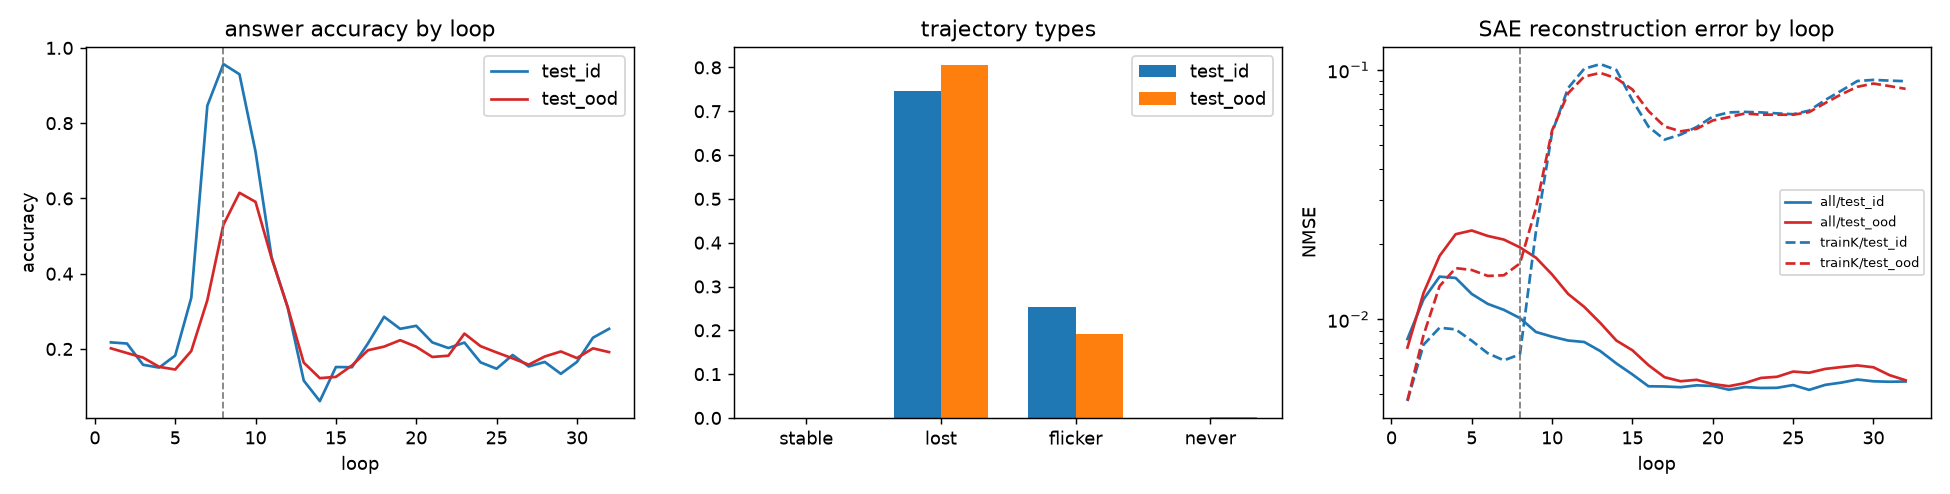 answer accuracy by loop
accuracy
1.0
0.8
0.6
0.4
0.2
0
5
10
15
20
25
30
loop
test_id
test_ood
trajectory types
0.8
0.7
0.6
0.5
0.4
0.3
0.2
0.1
0.0
stable
lost
flicker
never
test_id
test_ood
SAE reconstruction error by loop
NMSE
10⁻¹
10⁻²
0
5
10
15
20
25
30
loop
all/test_id
all/test_ood
trainK/test_id
trainK/test_ood